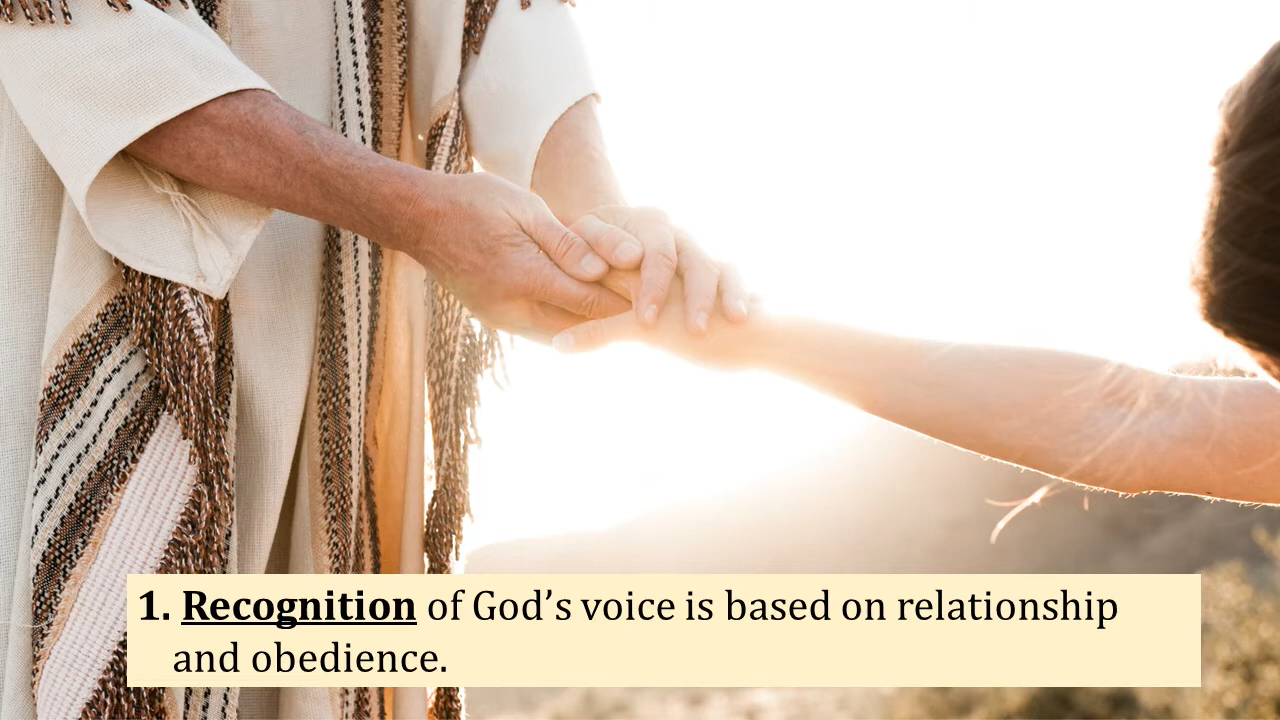 1. Recognition of God’s voice is based on relationship
and obedience.